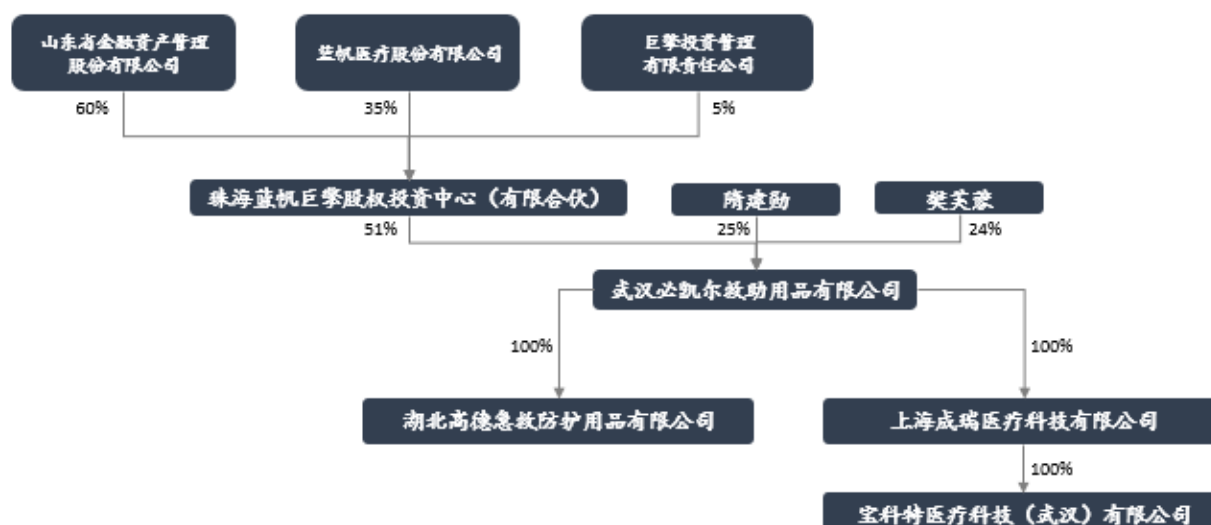 山东省金融资产管理
股份有限公司
蓝帆医疗股份有限公司
巨擎投资管理
有限责任公司
60%
35%
5%
珠海蓝帆巨擎股权投资中心（有限合伙）
隋建勋
樊芙蓉
51%
25%
24%
武汉必凯尔救助用品有限公司
100%
100%
湖北高德急救防护用品有限公司
上海成瑞医疗科技有限公司
100%
宝科特医疗科技（武汉）有限公司